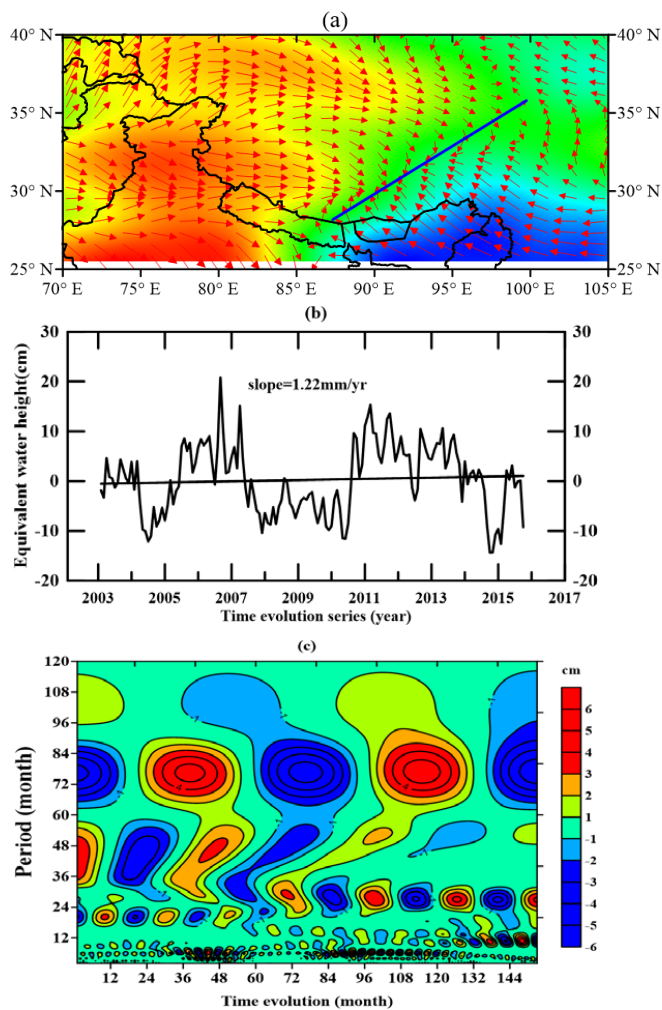 (a)
40° N
40° N
35° N
35° N
30° N
30° N
25° N
25° N
70° E
75° E
80° E
85° E
90° E
95° E
100° E
105° E
(b)
Equivalent water height(cm)
30
20
10
0
-10
-20
30
20
10
0
-10
-20
slope=1.22mm/yr
2003
2005
2007
2009
2011
2013
2015
2017
Time evolution series (year)
(c)
Period (month)
120
108
96
84
72
60
48
36
24
12
12
24
36
48
60
72
84
96
108
120
132
144
Time evolution (month)
cm
6
5
4
3
2
1
-1
-2
-3
-4
-5
-6